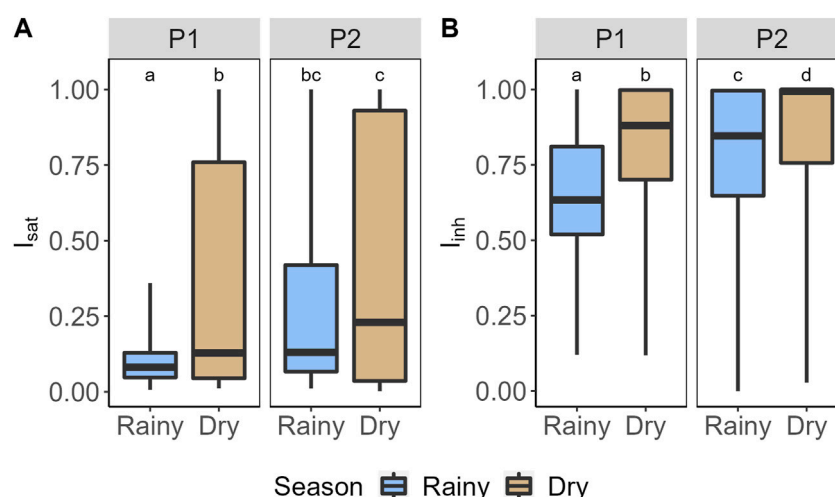 A
P1
P2
a
b
bc
c
1.00
0.75
0.50
0.25
0.00
Isat
Rainy
Dry
Rainy
Dry
B
P1
P2
a
b
c
d
1.00
0.75
0.50
0.25
0.00
Iinh
Rainy
Dry
Rainy
Dry
Season Rainy Dry